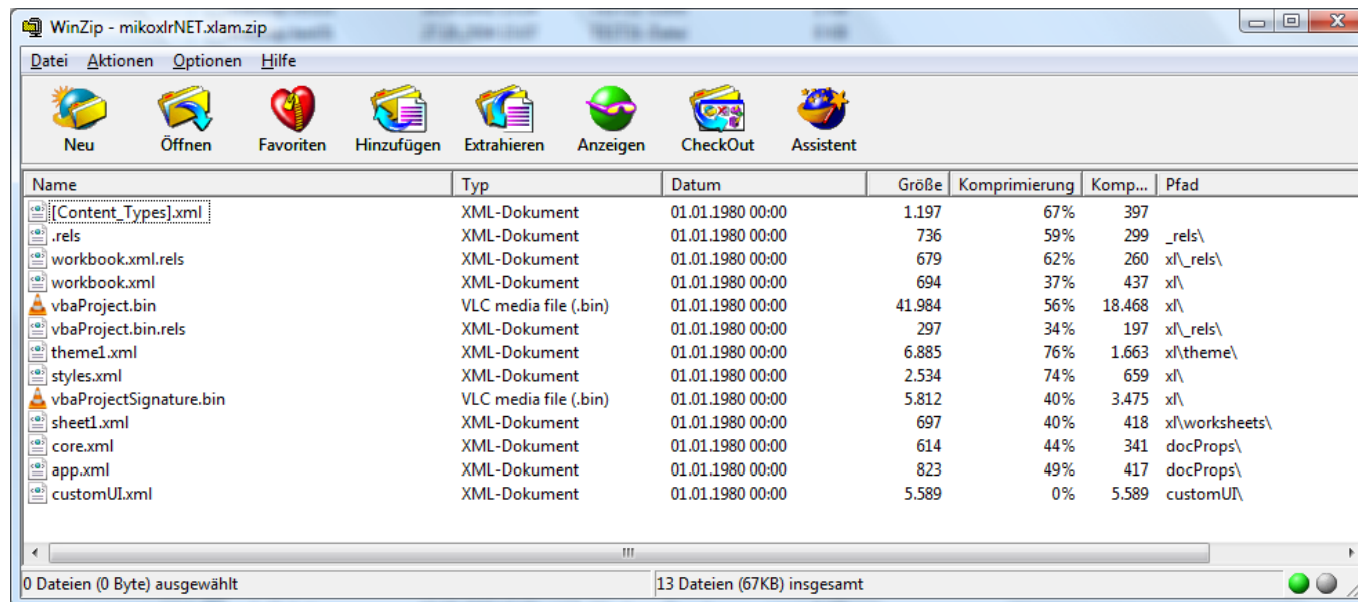 WinZip - mikoxlrNET.xlam.zip
Datei Aktionen Optionen Hilfe
Neu Öffnen Favoriten Hinzufügen Extrahieren Anzeigen CheckOut Assistent
Name Typ Datum Größe Komprimierung Komp... Pfad
[Content_Types].xml XML-Dokument 01.01.1980 00:00 1.197 67% 397
.rels XML-Dokument 01.01.1980 00:00 736 59% 299 _rels\
workbook.xml.rels XML-Dokument 01.01.1980 00:00 679 62% 260 xl\_rels\
workbook.xml XML-Dokument 01.01.1980 00:00 694 37% 437 xl\
vbaProject.bin VLC media file (.bin) 01.01.1980 00:00 41.984 56% 18.468 xl\
vbaProject.bin.rels XML-Dokument 01.01.1980 00:00 297 34% 197 xl\_rels\
theme1.xml XML-Dokument 01.01.1980 00:00 6.885 76% 1.663 xl\theme\
styles.xml XML-Dokument 01.01.1980 00:00 2.534 74% 659 xl\
vbaProjectSignature.bin VLC media file (.bin) 01.01.1980 00:00 5.812 40% 3.475 xl\
sheet1.xml XML-Dokument 01.01.1980 00:00 697 40% 418 xl\worksheets\
core.xml XML-Dokument 01.01.1980 00:00 614 44% 341 docProps\
app.xml XML-Dokument 01.01.1980 00:00 823 49% 417 docProps\
customUI.xml XML-Dokument 01.01.1980 00:00 5.589 0% 5.589 customUI\
0 Dateien (0 Byte) ausgewählt 13 Dateien (67KB) insgesamt